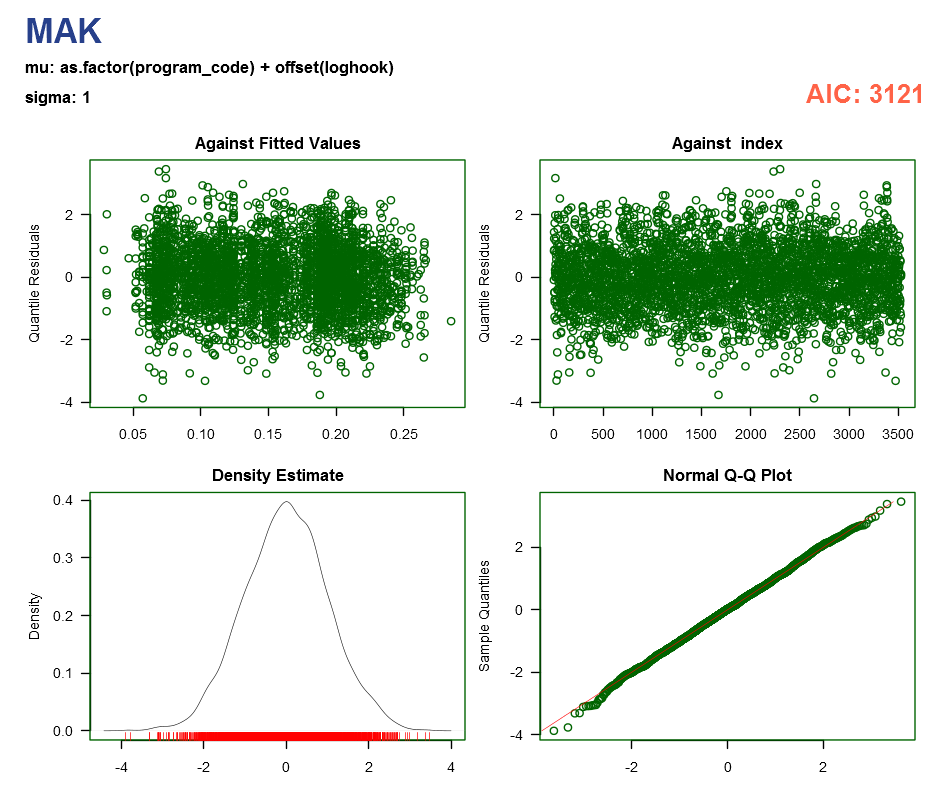 MAK
mu: as.factor(program_code) + offset(loghook)
sigma: 1
AIC: 3121
Against Fitted Values
Quantile Residuals
2
0
-2
-4
0.05 0.10 0.15 0.20 0.25
Against  index
Quantile Residuals
2
0
-2
-4
0 500 1000 1500 2000 2500 3000 3500
Density Estimate
Density
0.4
0.3
0.2
0.1
0.0
-4 -2 0 2 4
Normal Q-Q Plot
Sample Quantiles
2
0
-2
-4
-2 0 2